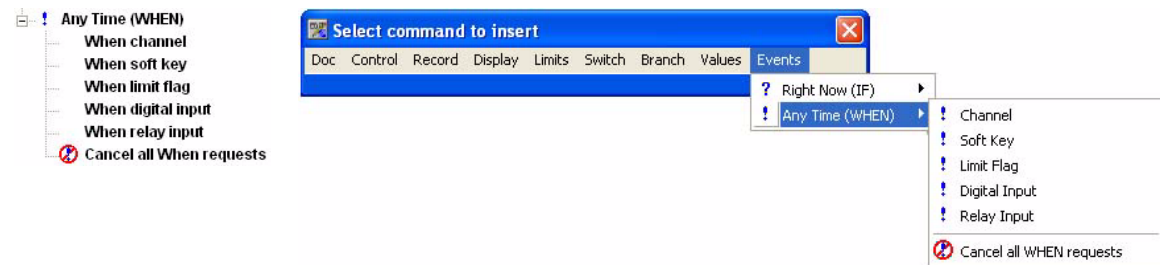 Any Time (WHEN)
When channel
When soft key
When limit flag
When digital input
When relay input
Cancel all When requests
Select command to insert
Doc Control Record Display Limits Switch Branch Values Events
? Right Now (IF)
! Any Time (WHEN)
! Channel
! Soft Key
! Limit Flag
! Digital Input
! Relay Input
Cancel all WHEN requests